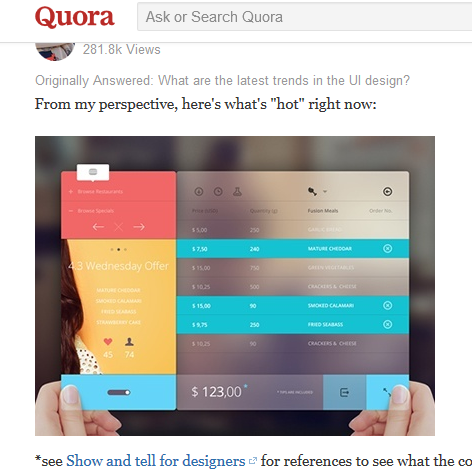 Quora
Ask or Search Quora
281.8k Views
Originally Answered: What are the latest trends in the UI design?
From my perspective, here's what's "hot" right now:
Browse Restaurants
Browse Specials
4.3 Wednesday Offer
MATURE CHEDDAR
SMOKED CALAMARI
FRIED SEABASS
STRAWBERRY CAKE
45 74
Price (USD) Quantity (g) Fusion Meals Order No.
$ 5,00 250 GARLIC BREAD
$ 7,50 240 MATURE CHEDDAR
$ 15,00 750 GREEN VEGETABLES
$ 10,25 500 CRACKERS & CHEESE
$ 15,00 90 SMOKED CALAMARI
$ 9,75 250 FRIED SEABASS
$ 10,25 90 CRACKERS & CHEESE
$ 123,00 *
* TIPS ARE INCLUDED
*see Show and tell for designers for references to see what the co